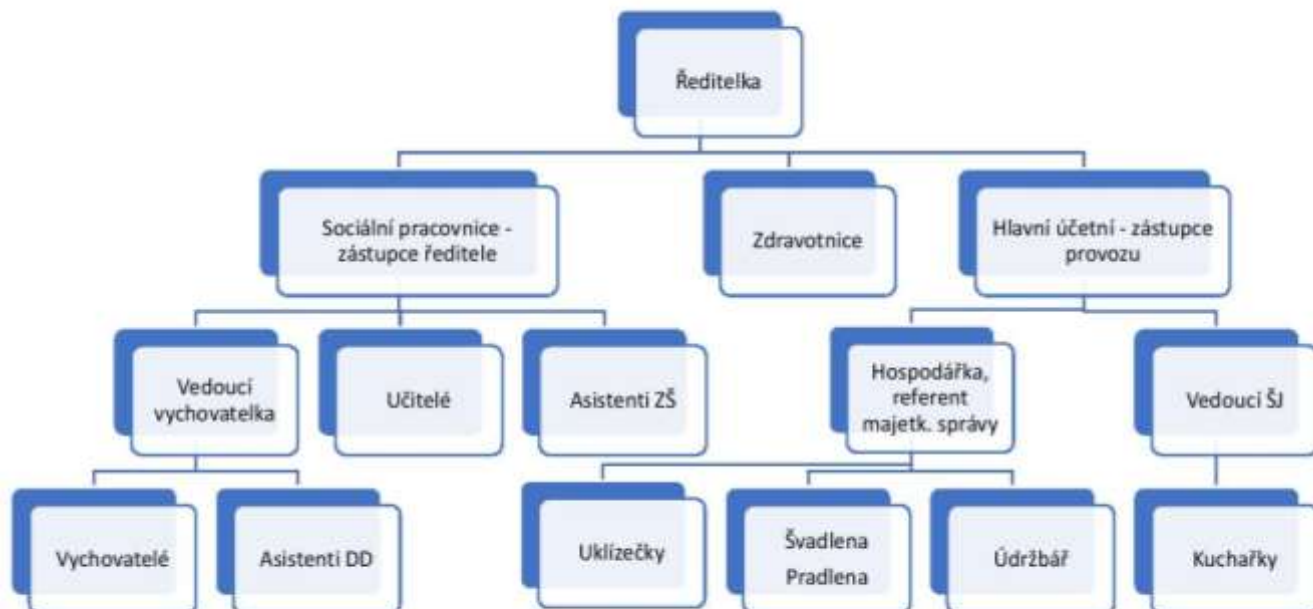 Ředitelka
Sociální pracovnice -
zástupce ředitele
Zdravotnice
Hlavní účetní - zástupce
provozu
Vedoucí
vychovatelka
Učitelé
Asistenti ZŠ
Hospodářka,
referent
majetk. správy
Vedoucí ŠJ
Vychovatelé
Asistenti DD
Uklízečky
Švadlena
Pradlena
Údržbář
Kuchařky